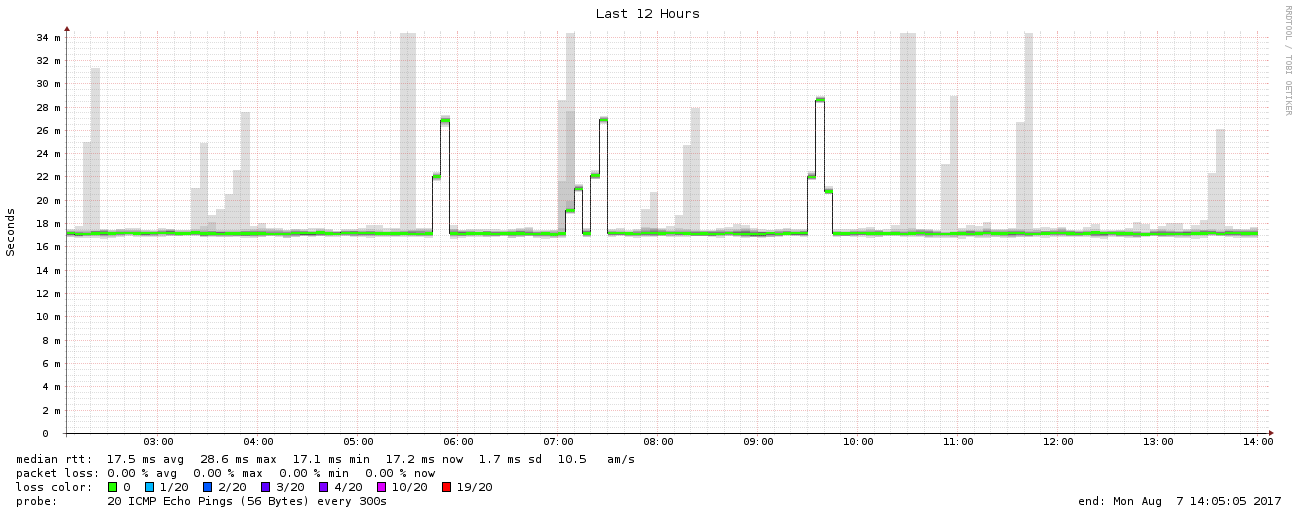 Last 12 Hours
RRDTOOL / TOBI OETIKER
Seconds
34 m
32 m
30 m
28 m
26 m
24 m
22 m
20 m
18 m
16 m
14 m
12 m
10 m
8 m
6 m
4 m
2 m
0
03:00 04:00 05:00 06:00 07:00 08:00 09:00 10:00 11:00 12:00 13:00 14:00
median rtt: 17.5 ms avg 28.6 ms max 17.1 ms min 17.2 ms now 1.7 ms sd 10.5 am/s
packet loss: 0.00 % avg 0.00 % max 0.00 % min 0.00 % now
loss color: 0 1/20 2/20 3/20 4/20 10/20 19/20
probe: 20 ICMP Echo Pings (56 Bytes) every 300s end: Mon Aug 7 14:05:05 2017